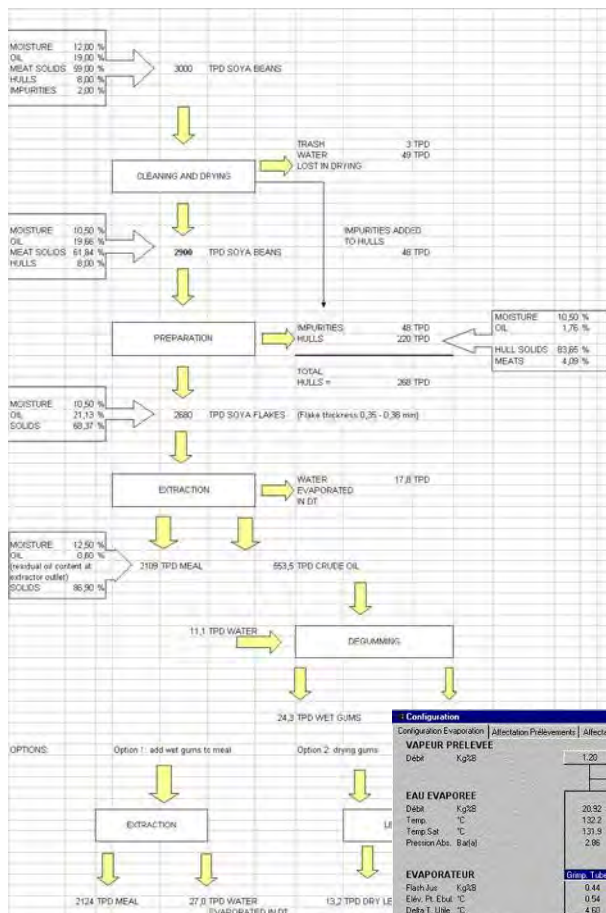 MOISTURE 12,00 %
OIL 19,00 %
MEAT SOLIDS 59,00 %
HULLS 8,00 %
IMPURITIES 2,00 %
3000 TPD SOYA BEANS
TRASH 3 TPD
WATER 49 TPD
LOST IN DRYING
CLEANING AND DRYING
MOISTURE 10,50 %
OIL 19,66 %
MEAT SOLIDS 61,84 %
HULLS 8,00 %
2900 TPD SOYA BEANS
IMPURITIES ADDED
TO HULLS
48 TPD
PREPARATION
IMPURITIES 48 TPD
HULLS 220 TPD
MOISTURE 10,50 %
OIL 1,76 %
HULL SOLIDS 83,65 %
MEATS 4,09 %
TOTAL
HULLS = 268 TPD
MOISTURE 10,50 %
OIL 21,13 %
SOLIDS 68,37 %
2680 TPD SOYA FLAKES (Flake thickness 0,35 - 0,38 mm)
EXTRACTION
WATER 17,8 TPD
EVAPORATED
IN DT
MOISTURE 12,50 %
OIL 0,60 %
(residual oil content at
extractor outlet)
SOLIDS 86,90 %
2109 TPD MEAL
553,5 TPD CRUDE OIL
11,1 TPD WATER
DEGUMMING
24,3 TPD WET GUMS
OPTIONS:
Option 1: add wet gums to meal
Option 2: drying gums
EXTRACTION
LE
2124 TPD MEAL
27,0 TPD WATER
EVAPORATED IN DT
13,2 TPD DRY LE
Configuration
Configuration Evaporation Affectation Prélèvements Affecta
VAPEUR PRELEVEE
Débit Kg%B 1.20
EAU EVAPOREE
Débit Kg%B 20.92
Temp. °C 132.2
Temp Sat °C 131.9
Pression Abs. Bar(a) 2.86
EVAPORATEUR Grimp. Tube
Flash Jus Kg%B 0.44
Elév. Pt. Ebul °C 0.54
Delta T. Utile °C 4.60